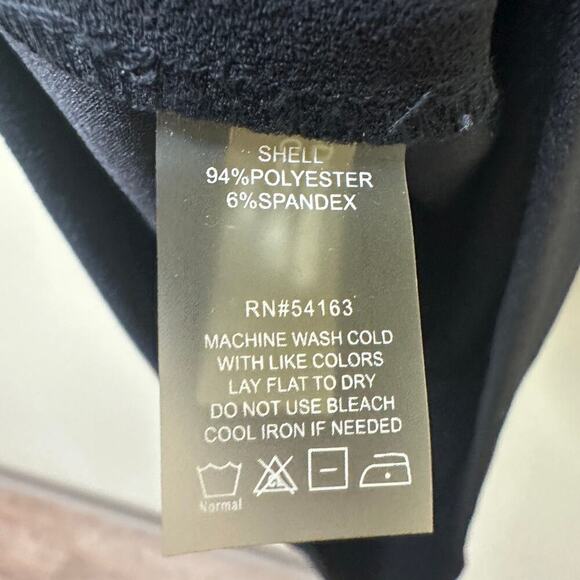 SHELL
94%POLYESTER
6%SPANDEX
RN#54163
MACHINE WASH COLD
WITH LIKE COLORS
LAY FLAT TO DRY
DO NOT USE BLEACH
COOL IRON IF NEEDED
CL
Normal